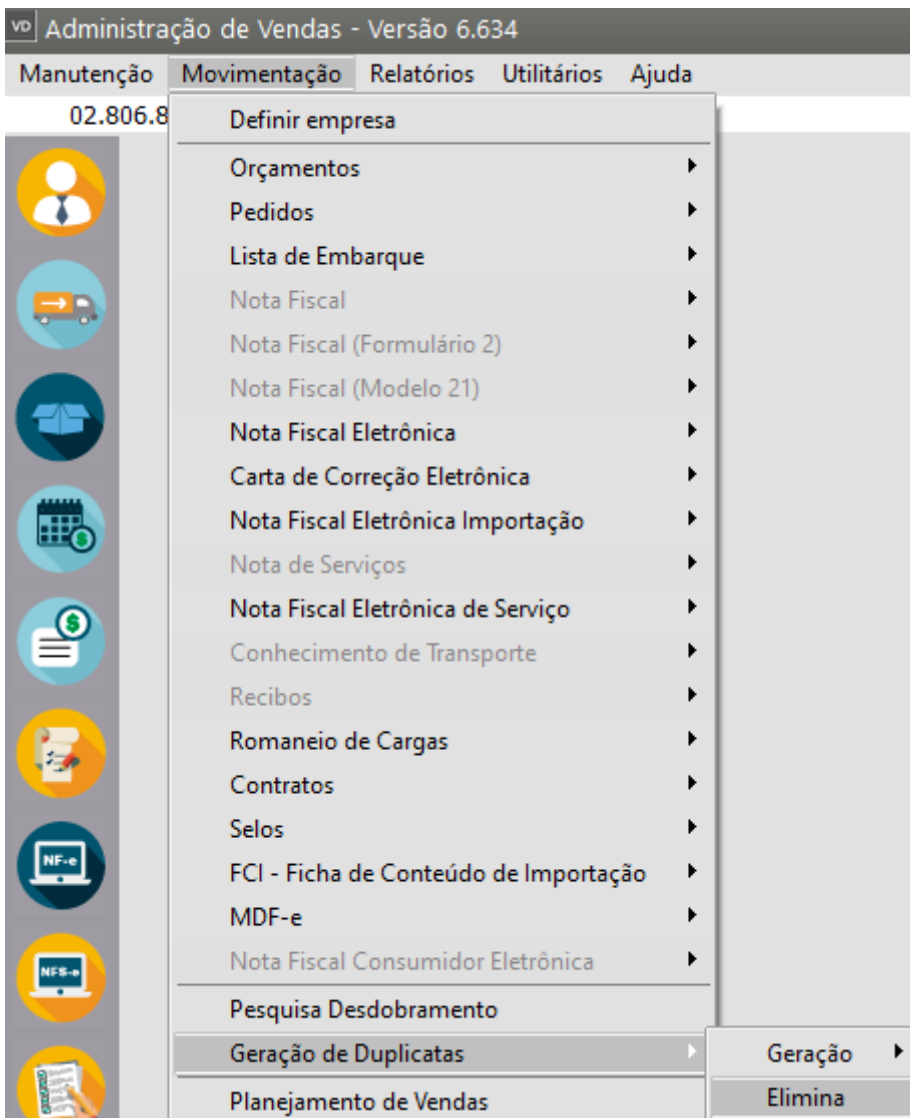 VD Administração de Vendas - Versão 6.634
Manutenção Movimentação Relatórios Utilitários Ajuda
02.806.8
Definir empresa
Orçamentos
Pedidos
Lista de Embarque
Nota Fiscal
Nota Fiscal (Formulário 2)
Nota Fiscal (Modelo 21)
Nota Fiscal Eletrônica
Carta de Correção Eletrônica
Nota Fiscal Eletrônica Importação
Nota de Serviços
Nota Fiscal Eletrônica de Serviço
Conhecimento de Transporte
Recibos
Romaneio de Cargas
Contratos
Selos
NF-e
FCI - Ficha de Conteúdo de Importação
MDF-e
Nota Fiscal Consumidor Eletrônica
NFS-e
Pesquisa Desdobramento
Geração de Duplicatas
Geração
Planejamento de Vendas
Elimina